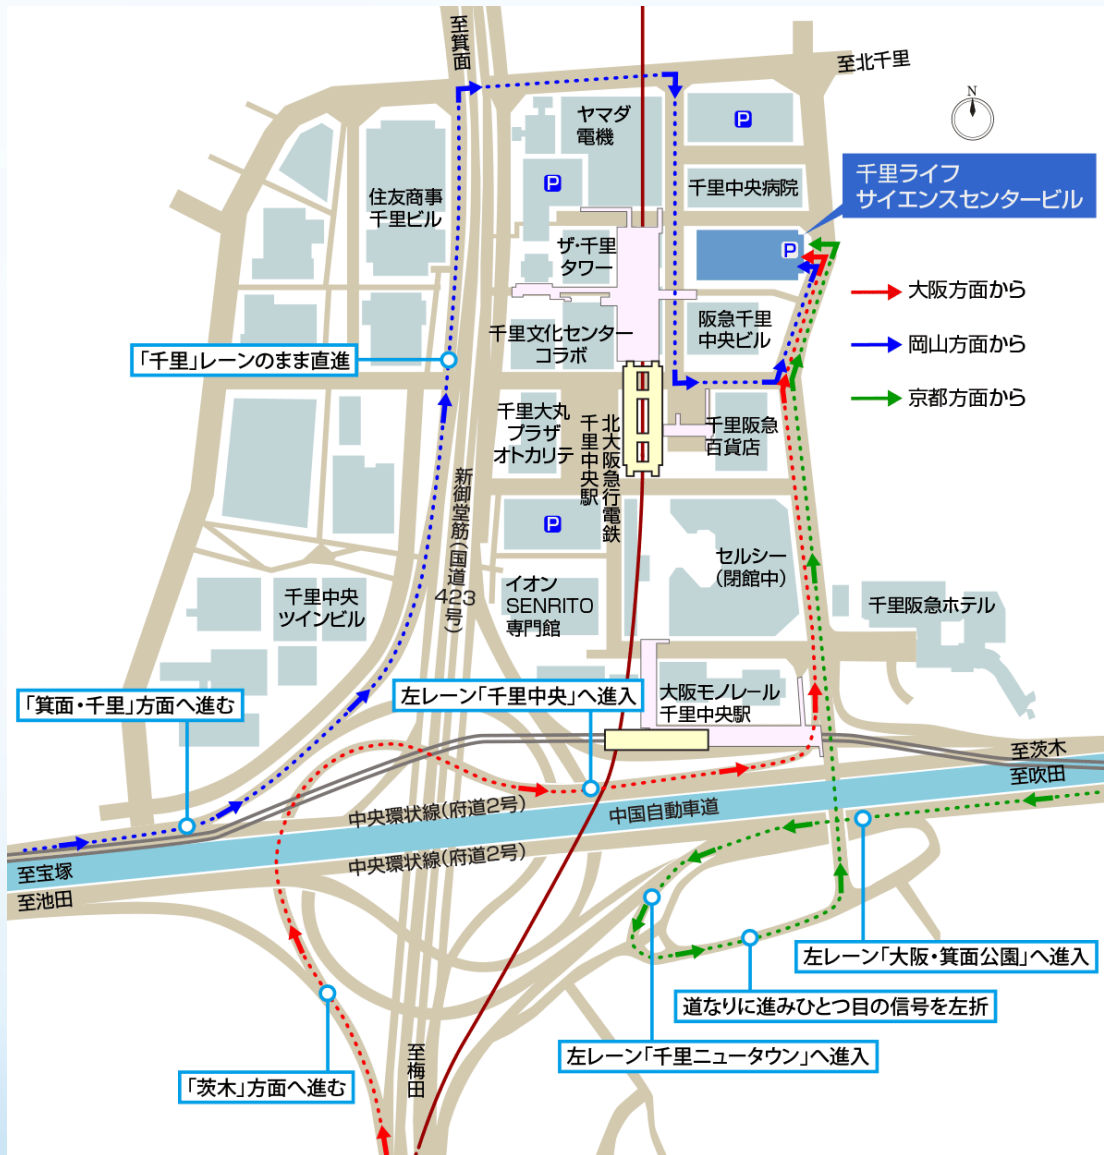 至箕面
至北千里
N
ヤマダ
電機
P
P
千里ライフ
サイエンスセンタービル
千里中央病院
住友商事
千里ビル
P
ザ・千里
タワー
大阪方面から
阪急千里
中央ビル
千里文化センター
コラボ
岡山方面から
「千里」レーンのまま直進
京都方面から
千里大丸
プラザ
オトカリテ
北大阪急行電鉄
千里中央駅
千里阪急
百貨店
新御堂筋(国道423号)
P
セルシー
(閉館中)
イオン
SENRITO
専門館
千里中央
ツインビル
千里阪急ホテル
「箕面・千里」方面へ進む
左レーン「千里中央」へ進入
大阪モノレール
千里中央駅
至茨木
至吹田
中央環状線(府道2号)
中国自動車道
中央環状線(府道2号)
至宝塚
至池田
左レーン「大阪・箕面公園」へ進入
道なりに進みひとつ目の信号を左折
左レーン「千里ニュータウン」へ進入
至梅田
「茨木」方面へ進む